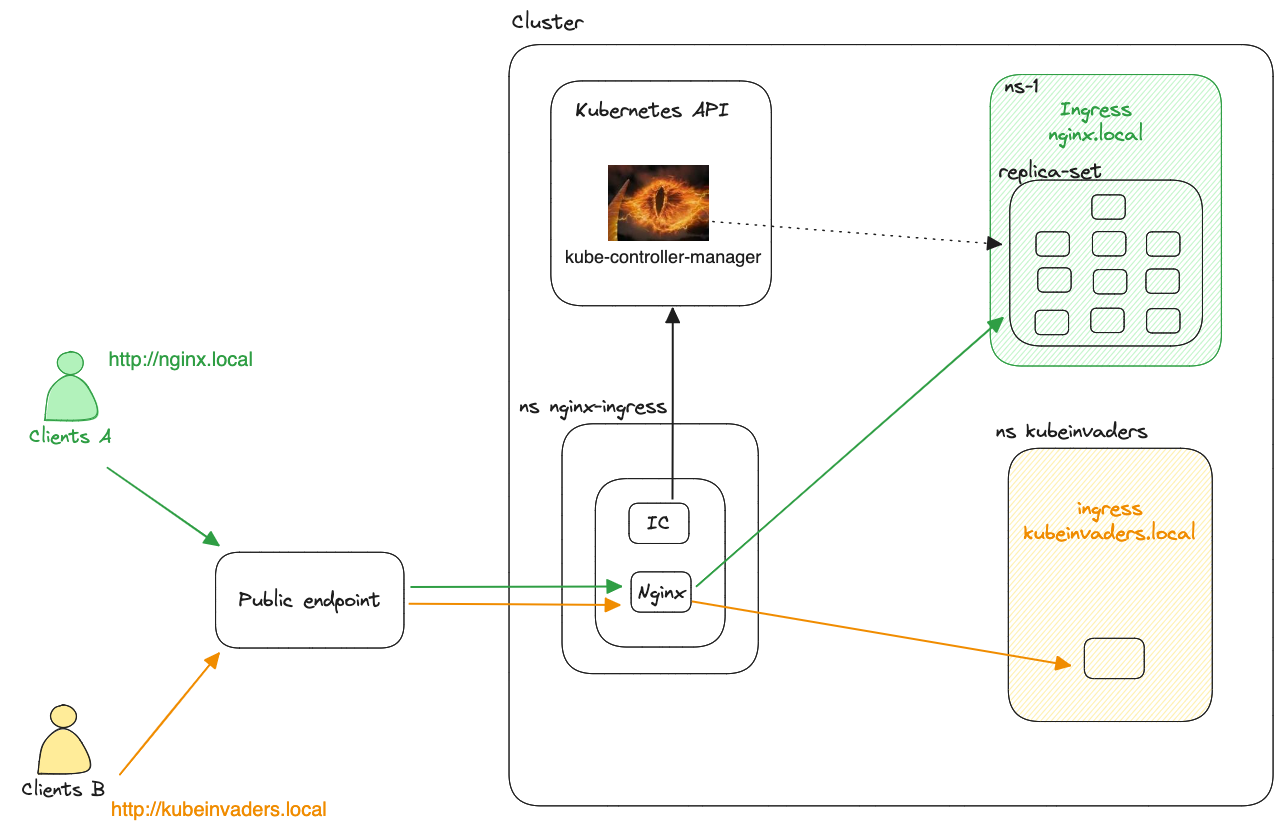 Cluster
Kubernetes API
kube-controller-manager
ns-1
Ingress
nginx.local
replica-set
http://nginx.local
Clients A
ns nginx-ingress
IC
Nginx
ns kubeinvaders
ingress
kubeinvaders.local
Public endpoint
Clients B
http://kubeinvaders.local